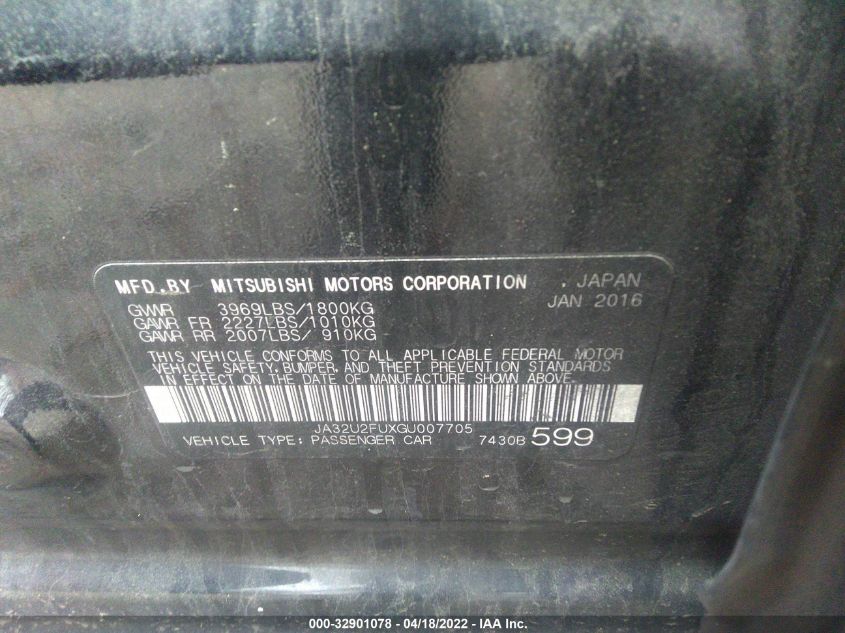 MFD.BY MITSUBISHI MOTORS CORPORATION . JAPAN
JAN 2016
GVWR 3969LBS/1800KG
GAWR FR 2227LBS/1010KG
GAWR RR 2007LBS/ 910KG
THIS VEHICLE CONFORMS TO ALL APPLICABLE FEDERAL MOTOR
VEHICLE SAFETY, BUMPER, AND THEFT PREVENTION STANDARDS
IN EFFECT ON THE DATE OF MANUFACTURE SHOWN ABOVE.
JA32U2FUXGU007705
VEHICLE TYPE: PASSENGER CAR 7430B 599
000-32901078 - 04/18/2022 - IAA Inc.